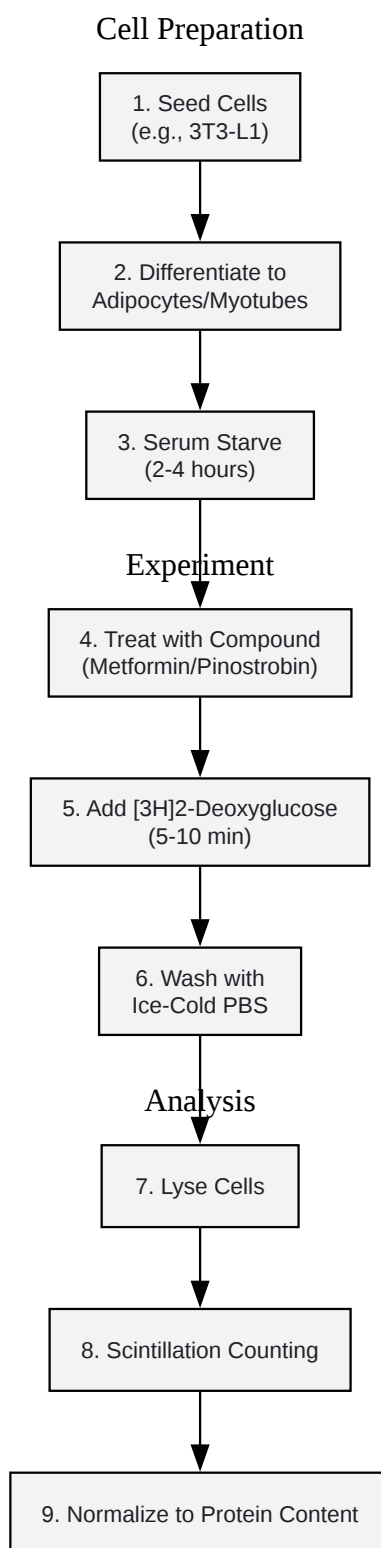 Cell Preparation
1. Seed Cells
(e.g., 3T3-L1)
2. Differentiate to
Adipocytes/Myotubes
3. Serum Starve
(2-4 hours)
Experiment
4. Treat with Compound
(Metformin/Pinostrobin)
5. Add [3H]2-Deoxyglucose
(5-10 min)
6. Wash with
Ice-Cold PBS
Analysis
7. Lyse Cells
8. Scintillation Counting
9. Normalize to Protein Content